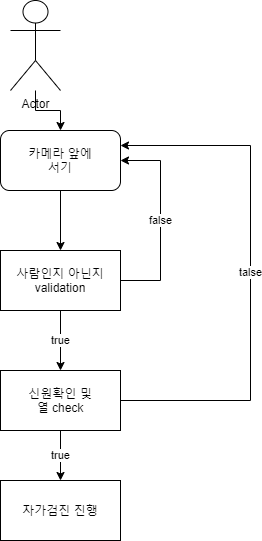 Actor
카메라 앞에
서기
false
사람인지 아닌지
validation
talse
true
신원확인 및
열 check
true
자가검진 진행